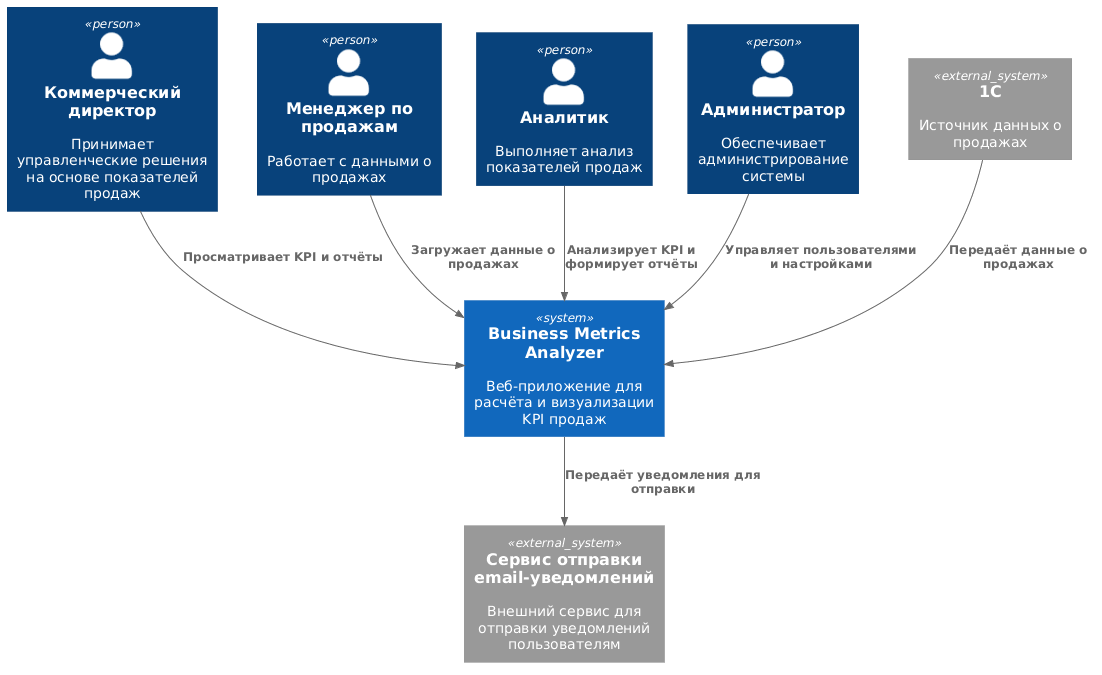 «person»
Коммерческий
директор
Принимает
управленческие решения
на основе показателей
продаж
«person»
Менеджер по
продажам
Работает с данными о
продажах
«person»
Аналитик
Выполняет анализ
показателей продаж
«person»
Администратор
Обеспечивает
администрирование
системы
«external_system»
1С
Источник данных о
продажах
Просматривает KPI и отчёты
Загружает данные о
продажах
Анализирует KPI и
формирует отчёты
Управляет пользователями
и настройками
Передаёт данные о
продажах
«system»
Business Metrics
Analyzer
Веб-приложение для
расчёта и визуализации
KPI продаж
Передаёт уведомления для
отправки
«external_system»
Сервис отправки
email-уведомлений
Внешний сервис для
отправки уведомлений
пользователям